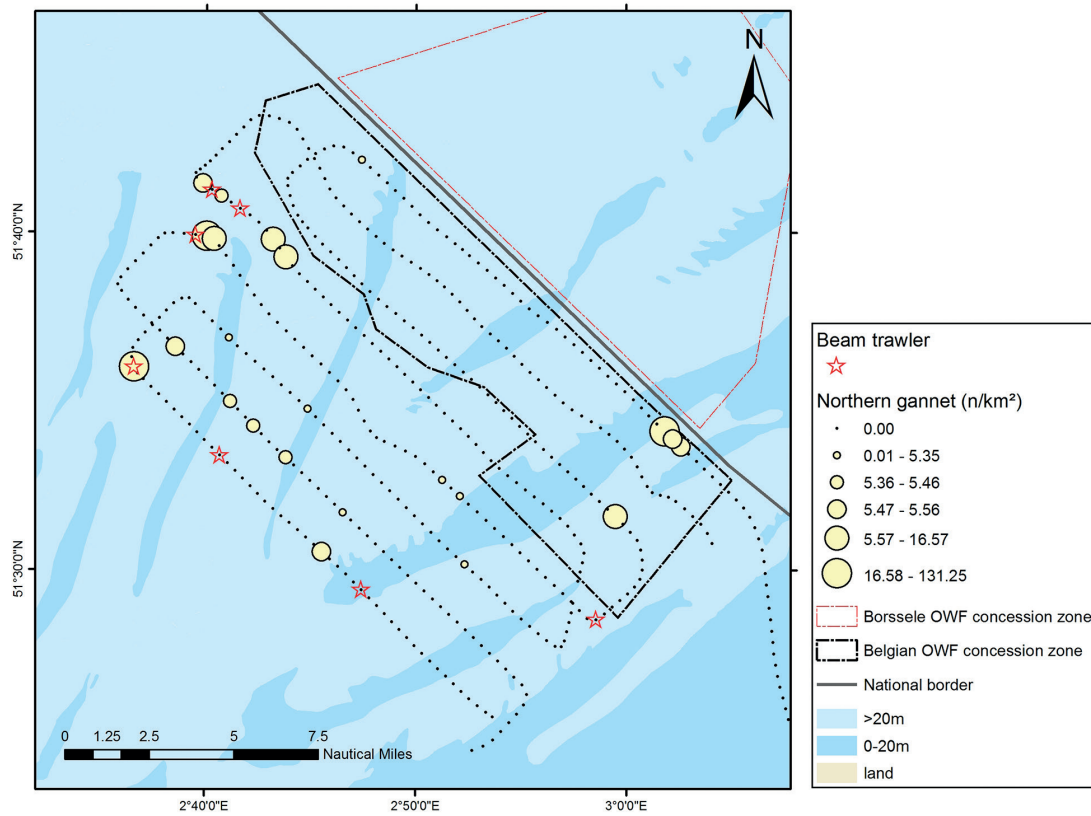 N
51°40'0"N
51°30'0"N
0 1.25 2.5 5 7.5
Nautical Miles
2°40'0"E 2°50'0"E 3°0'0"E
Beam trawler
Northern gannet (n/km²)
0.00
0.01 - 5.35
5.36 - 5.46
5.47 - 5.56
5.57 - 16.57
16.58 - 131.25
Borssele OWF concession zone
Belgian OWF concession zone
National border
>20m
0-20m
land